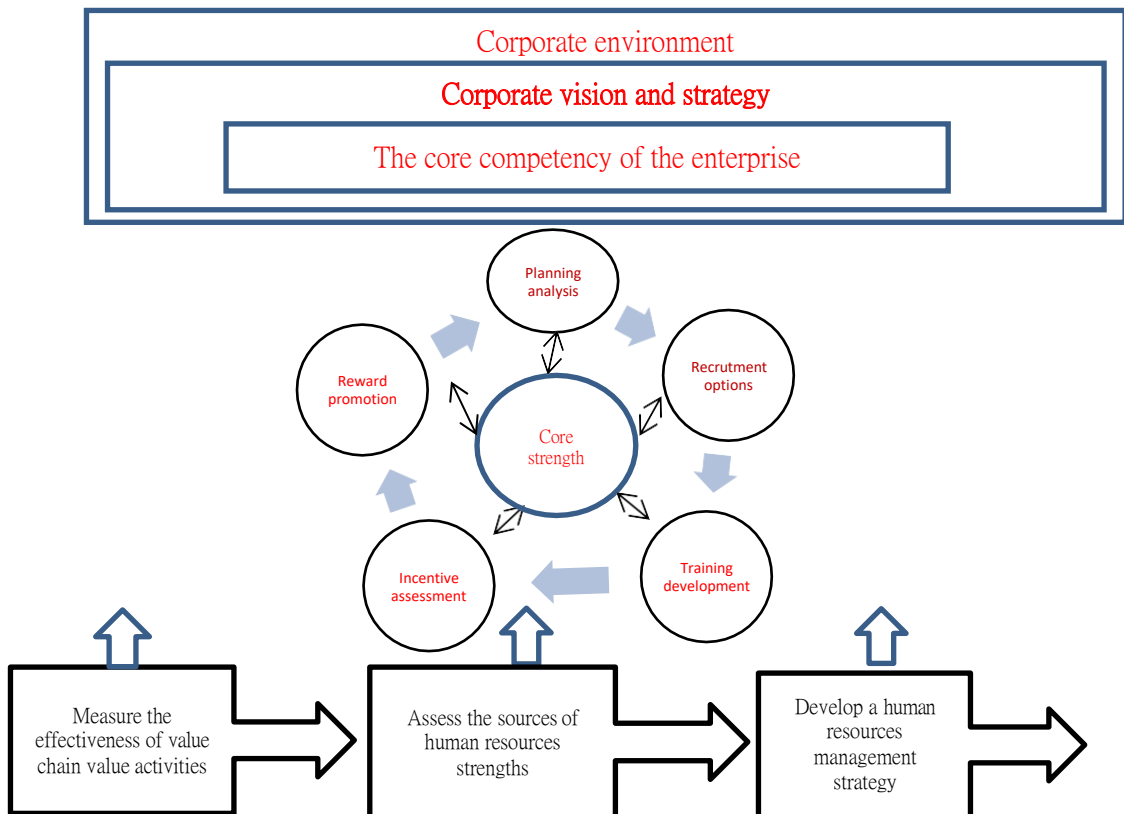 Corporate environment
Corporate vision and strategy
The core competency of the enterprise
Planning
analysis
Recrutment
options
Reward
promotion
Core
strength
Incentive
assessment
Training
development
Measure the
effectiveness of value
chain value activities
Assess the sources of
human resources
strengths
Develop a human
resources
management
strategy